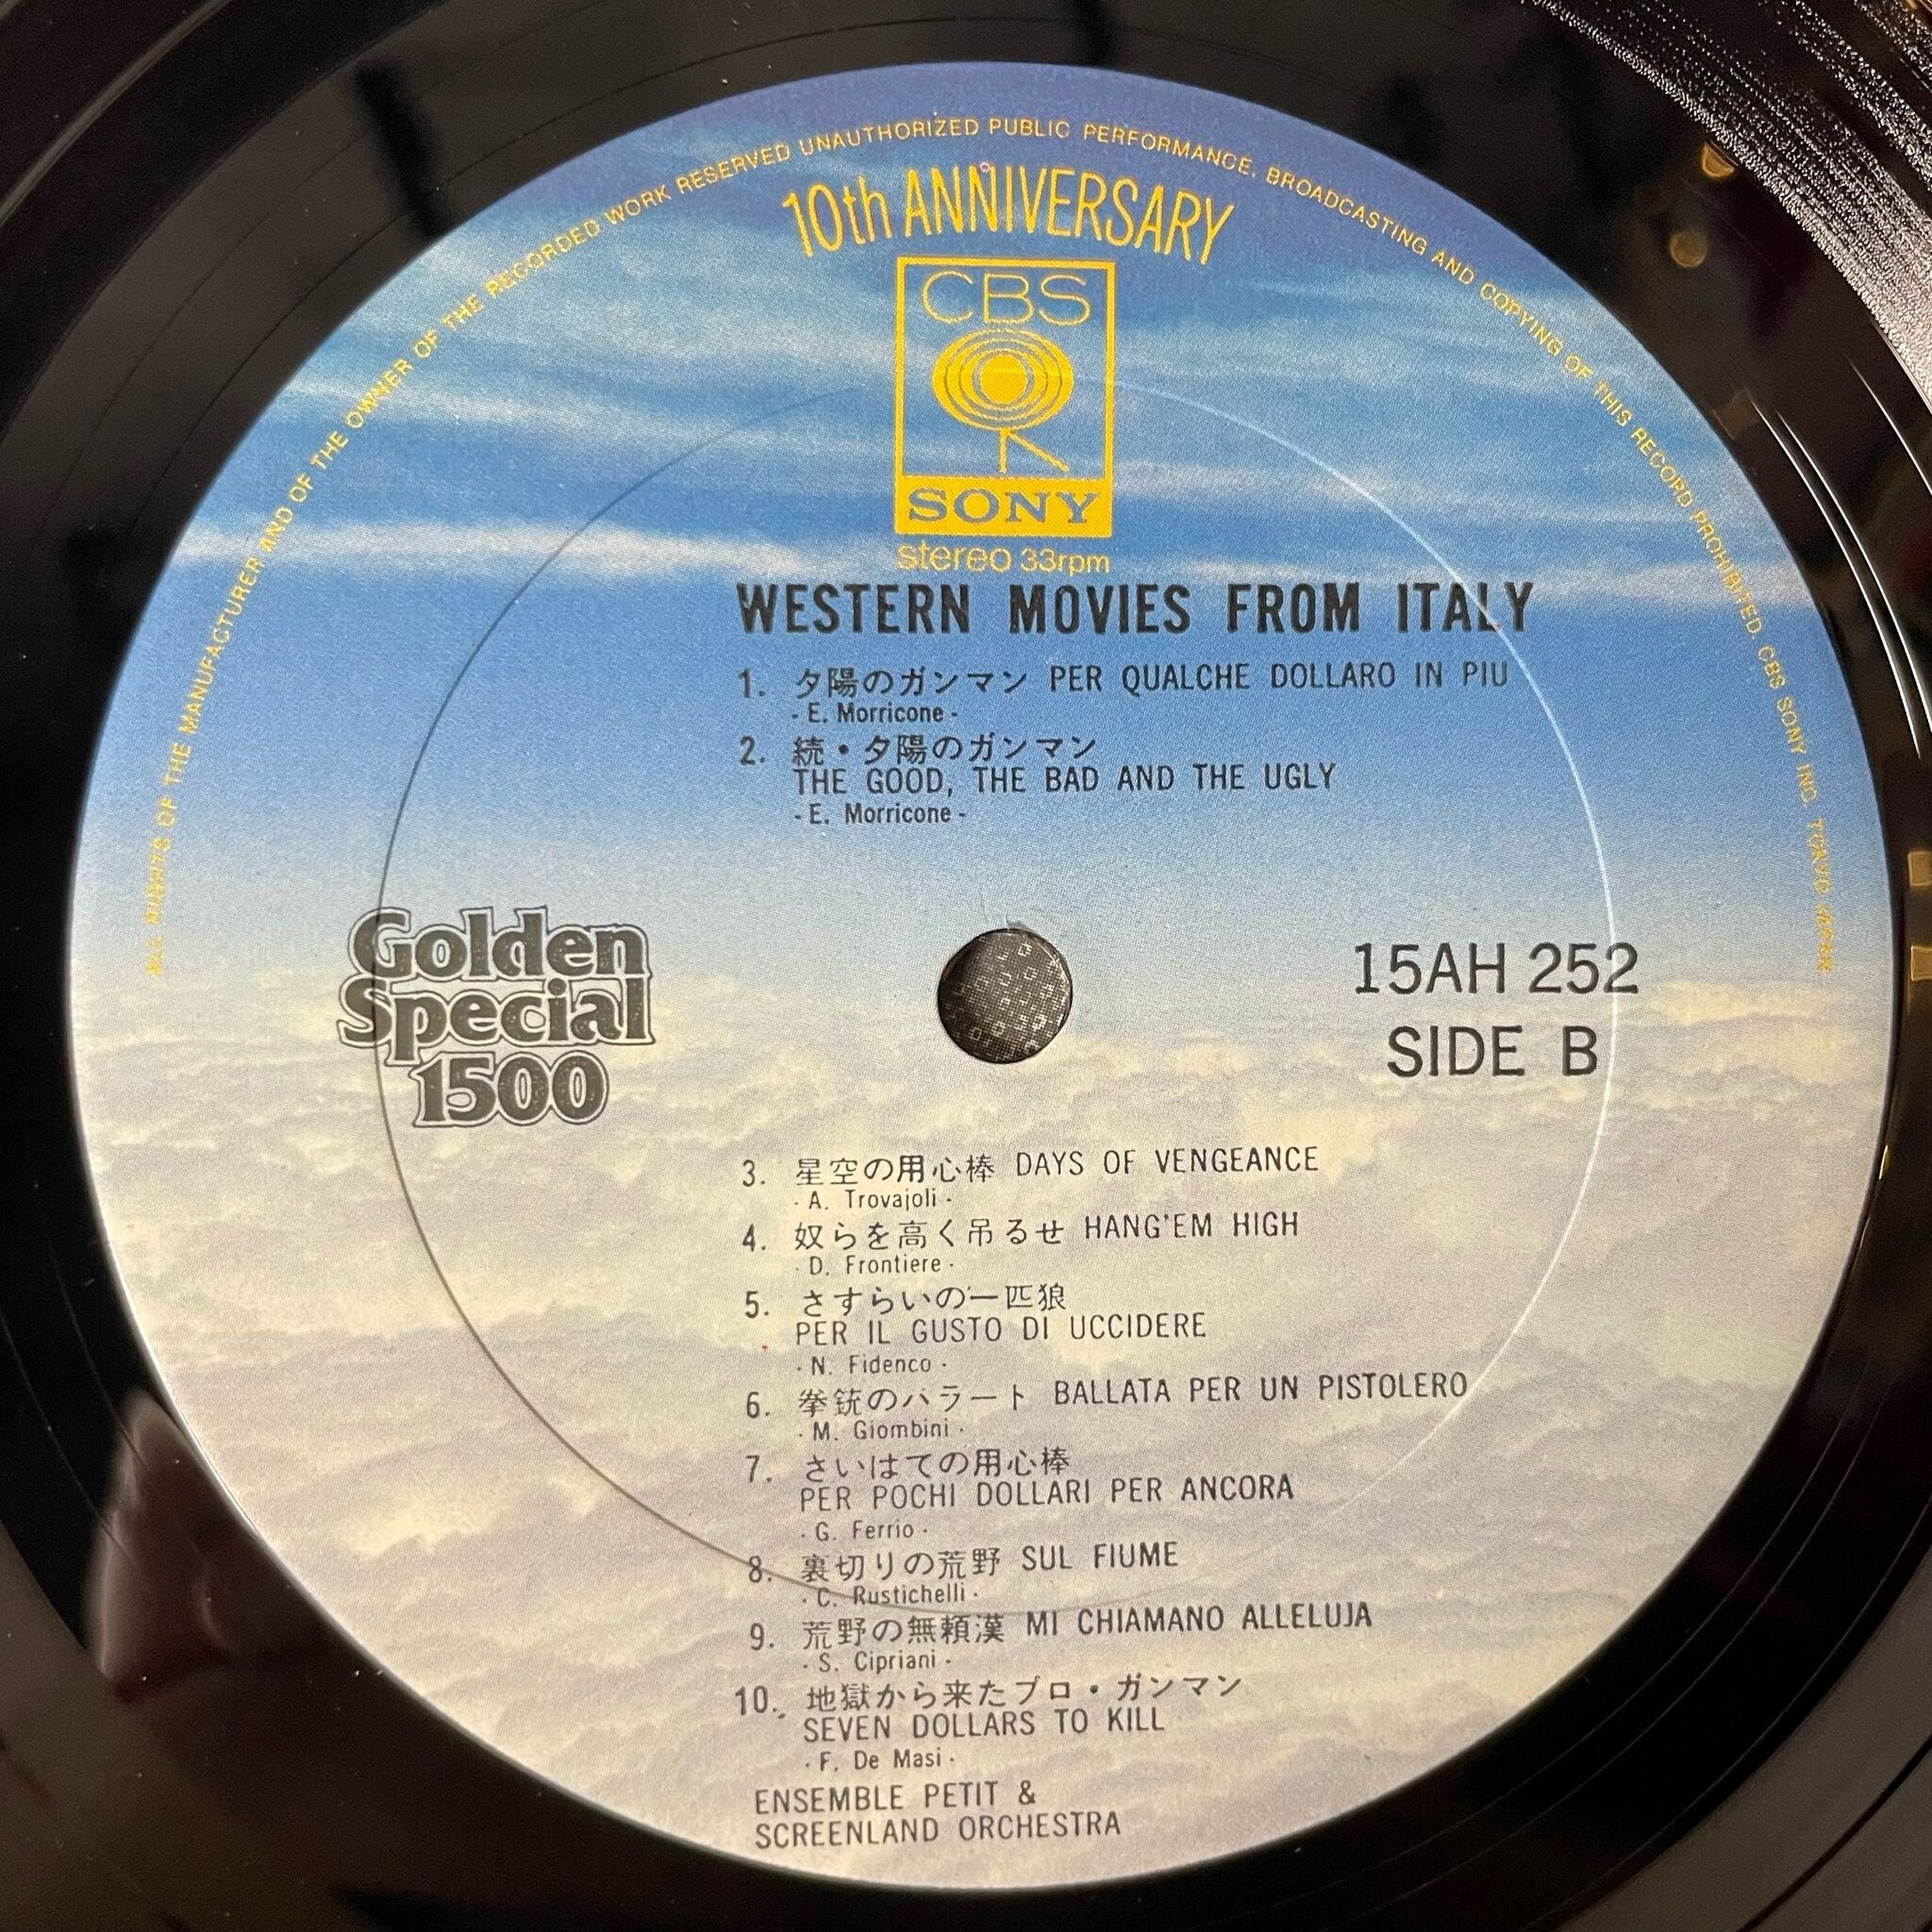 ALL RIGHTS OF THE MANUFACTURER AND OF THE OWNER OF THE RECORDED WORK RESERVED UNAUTHORIZED PUBLIC PERFORMANCE, BROADCASTING AND COPYING OF THIS RECORD PROHIBITED. CBS SONY INC. TOKYO JAPAN
10th ANNIVERSARY
CBS
SONY
stereo 33rpm
WESTERN MOVIES FROM ITALY
1. 夕陽のガンマン PER QUALCHE DOLLARO IN PIU
- E. Morricone -
2. 続・夕陽のガンマン
THE GOOD, THE BAD AND THE UGLY
- E. Morricone -
Golden
Special
1500
15AH 252
SIDE B
3. 星空の用心棒 DAYS OF VENGEANCE
- A. Trovajoli -
4. 奴らを高く吊るせ HANG'EM HIGH
- D. Frontiere -
5. さすらいの一匹狼
PER IL GUSTO DI UCCIDERE
- N. Fidenco -
6. 拳銃のバラード BALLATA PER UN PISTOLERO
- M. Giombini -
7. さいはての用心棒
PER POCHI DOLLARI PER ANCORA
- G. Ferrio -
8. 裏切りの荒野 SUL FIUME
- C. Rustichelli -
9. 荒野の無頼漢 MI CHIAMANO ALLELUJA
- S. Cipriani -
10. 地獄から来たプロ・ガンマン
SEVEN DOLLARS TO KILL
- F. De Masi -
ENSEMBLE PETIT &
SCREENLAND ORCHESTRA